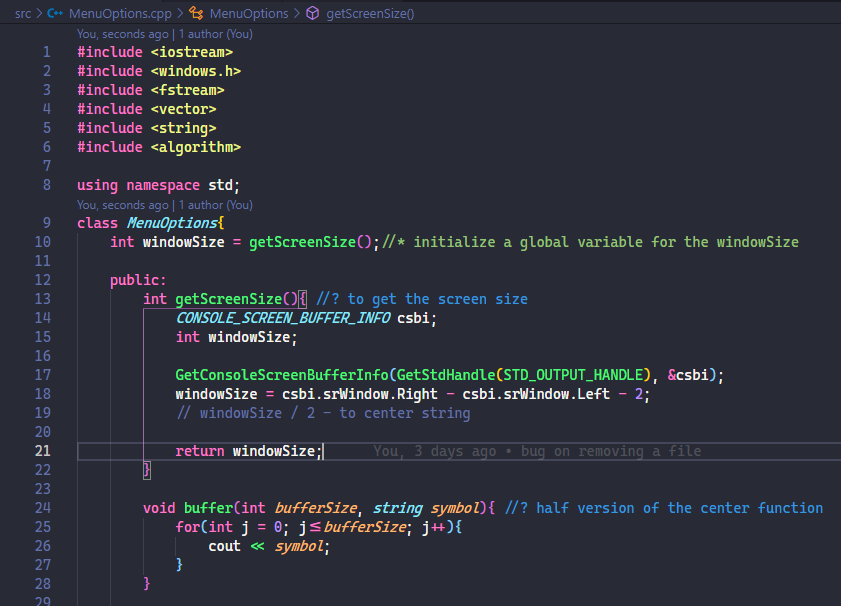 src > MenuOptions.cpp > MenuOptions > getScreenSize()
You, seconds ago | 1 author (You)
1 #include <iostream>
2 #include <windows.h>
3 #include <fstream>
4 #include <vector>
5 #include <string>
6 #include <algorithm>
7
8 using namespace std;
You, seconds ago | 1 author (You)
9 class MenuOptions{
10 int windowSize = getScreenSize();//* initialize a global variable for the windowSize
11
12 public:
13 int getScreenSize(){ //? to get the screen size
14 CONSOLE_SCREEN_BUFFER_INFO csbi;
15 int windowSize;
16
17 GetConsoleScreenBufferInfo(GetStdHandle(STD_OUTPUT_HANDLE), &csbi);
18 windowSize = csbi.srWindow.Right - csbi.srWindow.Left - 2;
19 // windowSize / 2 - to center string
20
21 return windowSize; You, 3 days ago • bug on removing a file
22 }
23
24 void buffer(int bufferSize, string symbol){ //? half version of the center function
25 for(int j = 0; j<=bufferSize; j++){
26 cout << symbol;
27 }
28 }
29